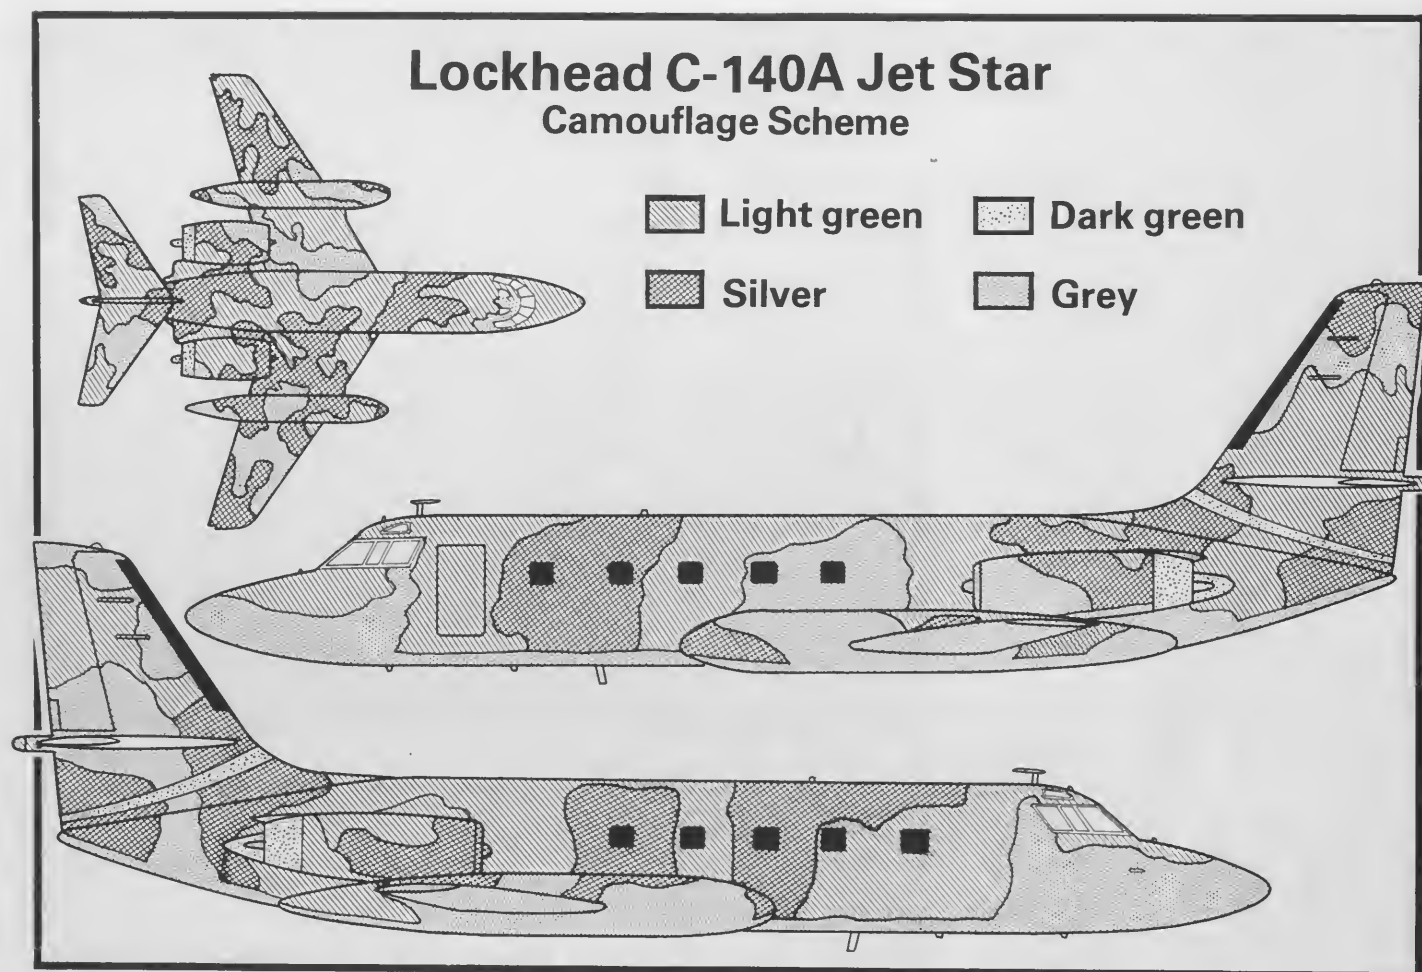 Lockhead C-140A Jet Star
Camouflage Scheme
Light green
Dark green
Silver
Grey